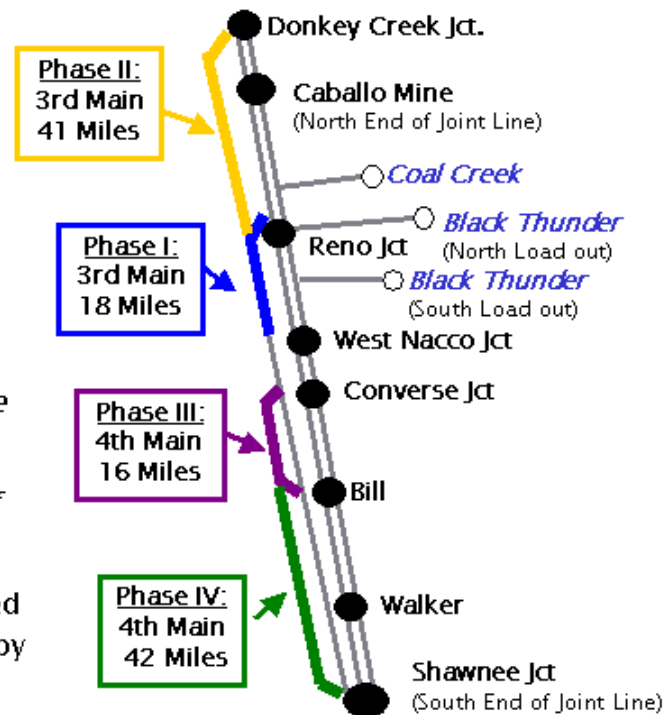 Donkey Creek Jct.
Phase II:
3rd Main
41 Miles
Caballo Mine
(North End of Joint Line)
Coal Creek
Black Thunder
(North Load out)
Reno Jct
Phase I:
3rd Main
18 Miles
Black Thunder
(South Load out)
West Nacco Jct
Converse Jct
Phase III:
4th Main
16 Miles
Bill
Phase IV:
4th Main
42 Miles
Walker
by
Shawnee Jct
(South End of Joint Line)